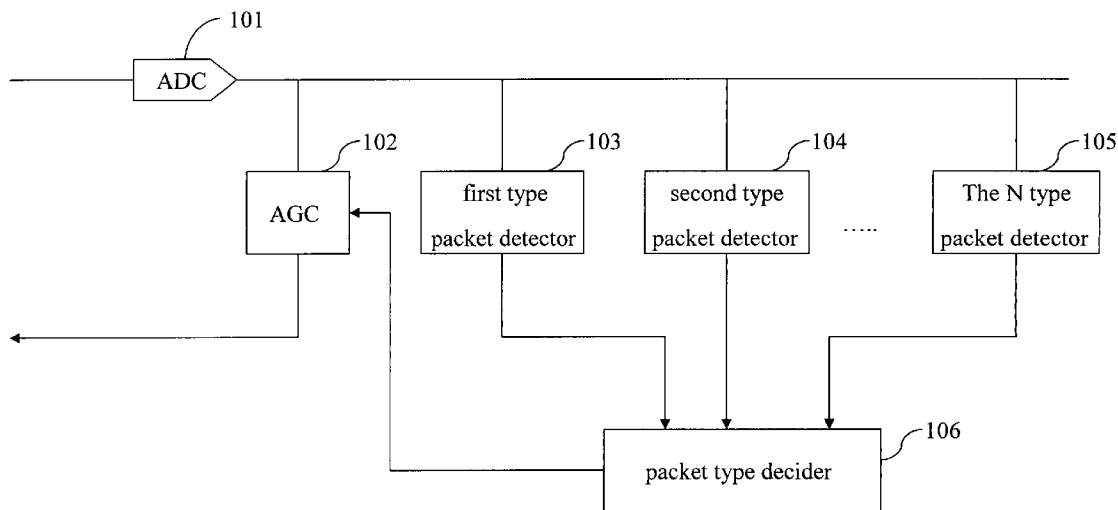 101
ADC
102
AGC
103
first type
packet detector
104
second type
packet detector
.....
105
The N type
packet detector
106
packet type decider